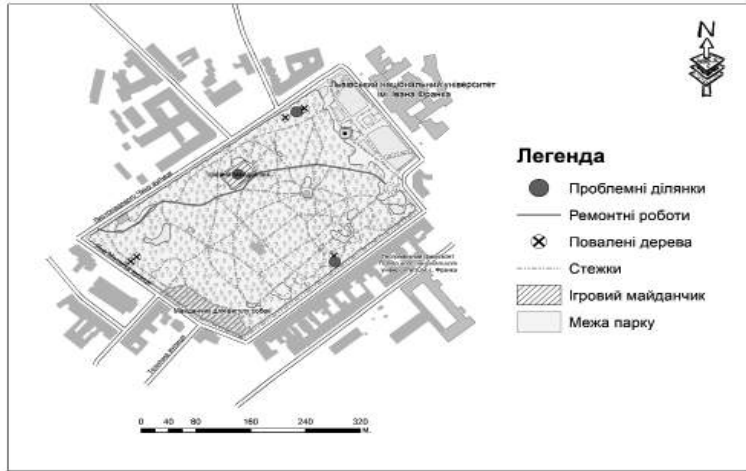 N
Львівський національний університет
ім. Івана Франка
Легенда
Проблемні ділянки
Ремонтні роботи
Повалені дерева
Стежки
Ігровий майданчик
Межа парку
вулиця
0 40 80 160 240 320
М.